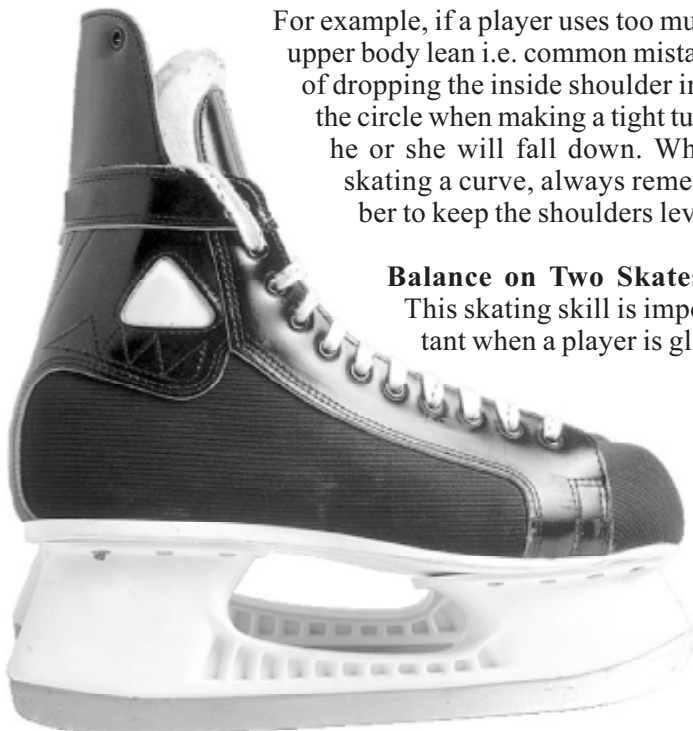 For example, if a player uses too mu
upper body lean i.e. common mista
of dropping the inside shoulder in
the circle when making a tight tu
he or she will fall down. Wh
skating a curve, always reme
ber to keep the shoulders lev
Balance on Two Skates
This skating skill is impo
tant when a player is gl